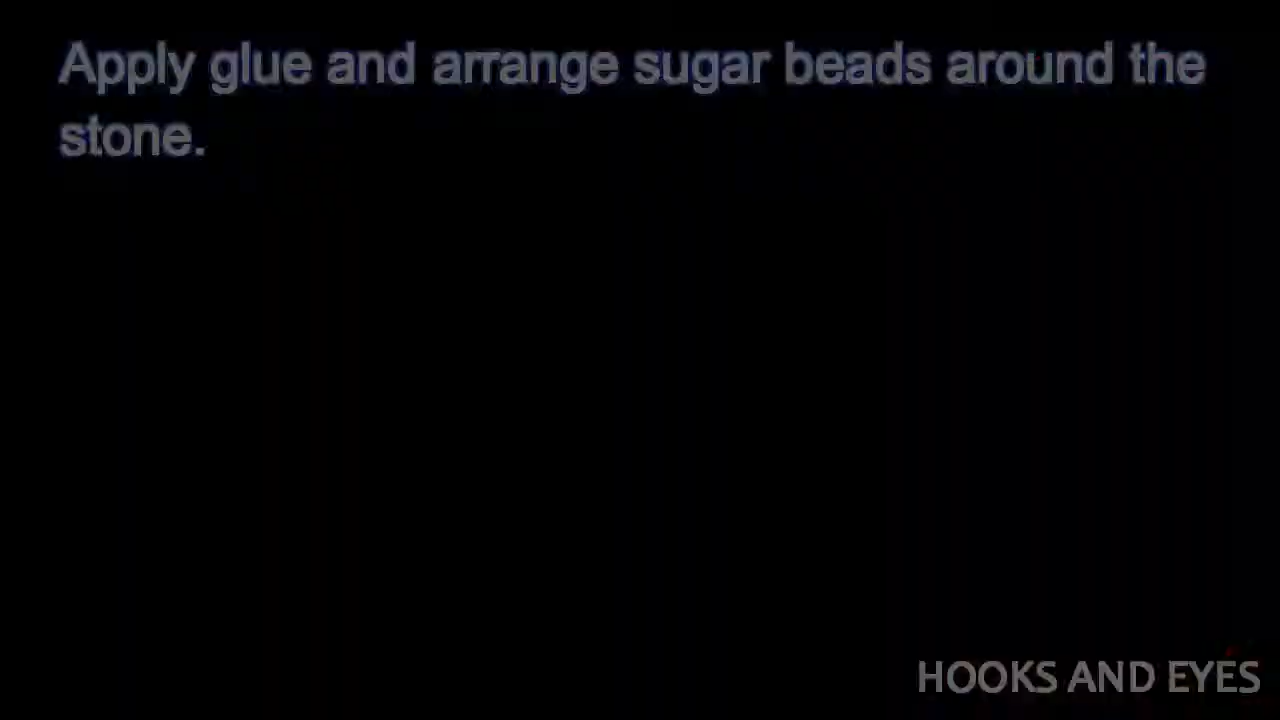 Apply glue and arrange sugar beads around the
stone.
HOOKS AND EYES